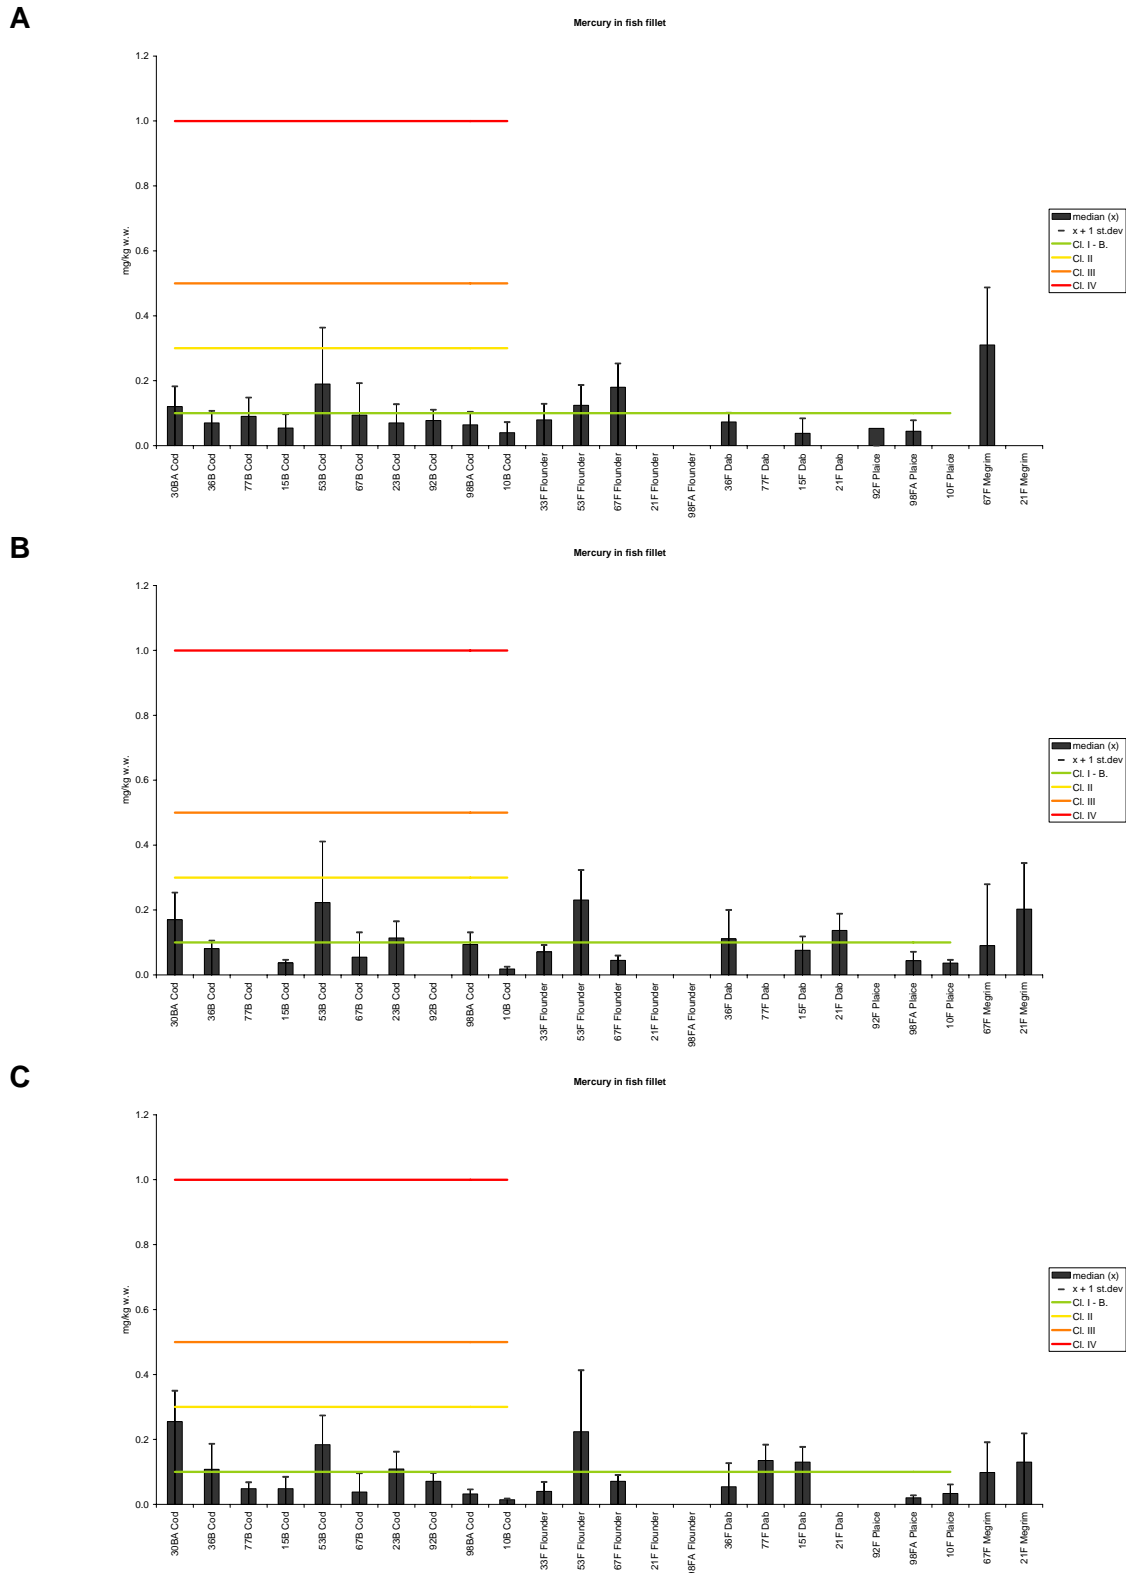 A
Mercury in fish fillet
1.2
1.0
0.8
0.6
0.4
0.2
0.0
mg/kg w.w.
30BA Cod
36B Cod
77B Cod
15B Cod
53B Cod
67B Cod
23B Cod
92B Cod
98BA Cod
10B Cod
33F Flounder
53F Flounder
67F Flounder
21F Flounder
98FA Flounder
36F Dab
77F Dab
15F Dab
21F Dab
92F Plaice
98FA Plaice
10F Plaice
67F Megrim
21F Megrim
median (x)
x + 1 st.dev
Cl. I - B.
Cl. II
Cl. III
Cl. IV
B
Mercury in fish fillet
1.2
1.0
0.8
0.6
0.4
0.2
0.0
mg/kg w.w.
30BA Cod
36B Cod
77B Cod
15B Cod
53B Cod
67B Cod
23B Cod
92B Cod
98BA Cod
10B Cod
33F Flounder
53F Flounder
67F Flounder
21F Flounder
98FA Flounder
36F Dab
77F Dab
15F Dab
21F Dab
92F Plaice
98FA Plaice
10F Plaice
67F Megrim
21F Megrim
median (x)
x + 1 st.dev
Cl. I - B.
Cl. II
Cl. III
Cl. IV
C
Mercury in fish fillet
1.2
1.0
0.8
0.6
0.4
0.2
0.0
mg/kg w.w.
30BA Cod
36B Cod
77B Cod
15B Cod
53B Cod
67B Cod
23B Cod
92B Cod
98BA Cod
10B Cod
33F Flounder
53F Flounder
67F Flounder
21F Flounder
98FA Flounder
36F Dab
77F Dab
15F Dab
21F Dab
92F Plaice
98FA Plaice
10F Plaice
67F Megrim
21F Megrim
median (x)
x + 1 st.dev
Cl. I - B.
Cl. II
Cl. III
Cl. IV